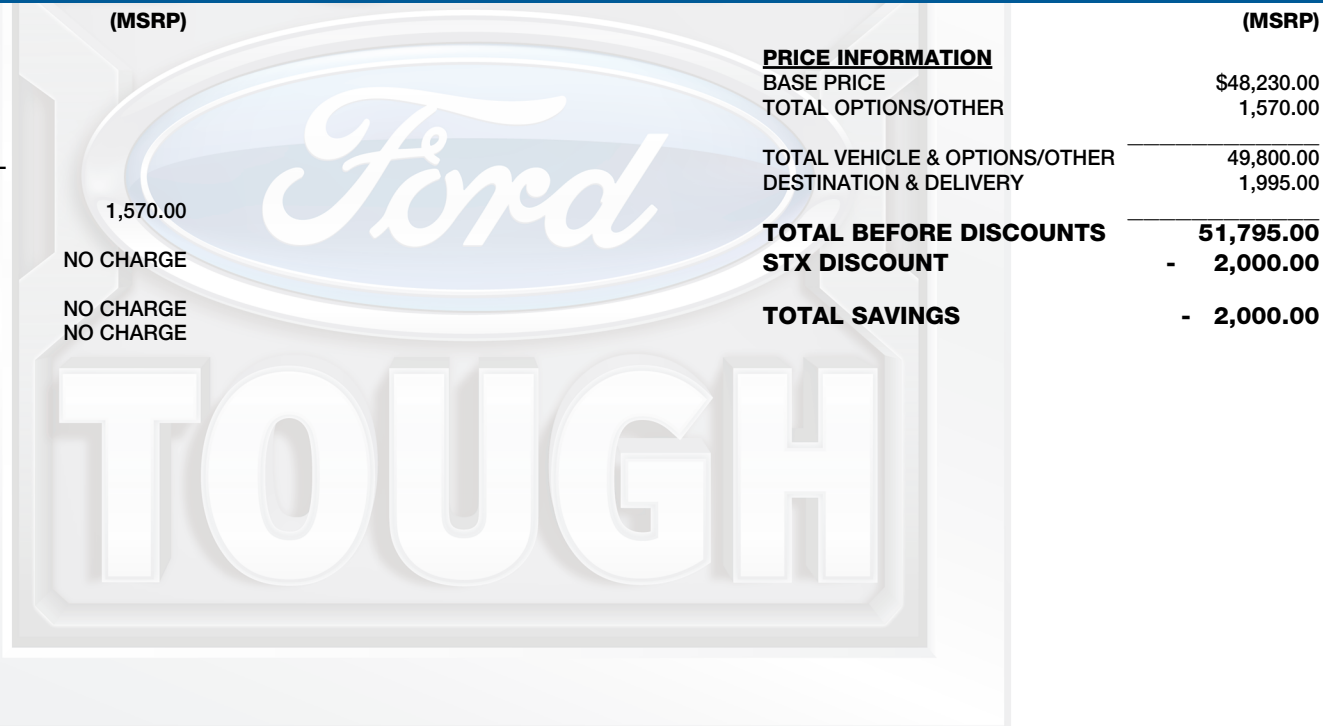 (MSRP)
1,570.00
NO CHARGE
NO CHARGE
NO CHARGE
(MSRP)
PRICE INFORMATION
BASE PRICE $48,230.00
TOTAL OPTIONS/OTHER 1,570.00
TOTAL VEHICLE & OPTIONS/OTHER 49,800.00
DESTINATION & DELIVERY 1,995.00
TOTAL BEFORE DISCOUNTS 51,795.00
STX DISCOUNT - 2,000.00
TOTAL SAVINGS - 2,000.00
Ford
TOUGH